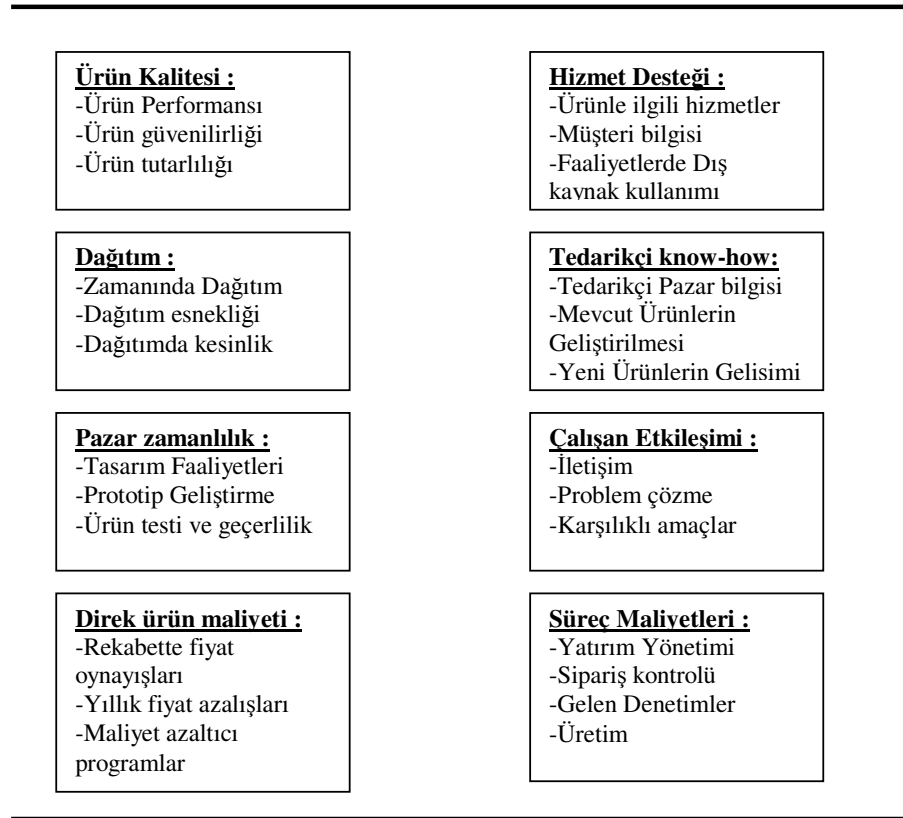 Ürün Kalitesi :
-Ürün Performansı
-Ürün güvenilirliği
-Ürün tutarlılığı
Hizmet Desteği :
-Ürünle ilgili hizmetler
-Müşteri bilgisi
-Faaliyetlerde Dış
kaynak kullanımı
Dağıtım :
-Zamanında Dağıtım
-Dağıtım esnekliği
-Dağıtımda kesinlik
Tedarikçi know-how:
-Tedarikçi Pazar bilgisi
-Mevcut Ürünlerin
Geliştirilmesi
-Yeni Ürünlerin Gelisimi
Pazar zamanlılık :
-Tasarım Faaliyetleri
-Prototip Geliştirme
-Ürün testi ve geçerlilik
Çalışan Etkileşimi :
-İletişim
-Problem çözme
-Karşılıklı amaçlar
Direk ürün maliyeti :
-Rekabette fiyat
oynayışları
-Yıllık fiyat azalışları
-Maliyet azaltıcı
programlar
Süreç Maliyetleri :
-Yatırım Yönetimi
-Sipariş kontrolü
-Gelen Denetimler
-Üretim